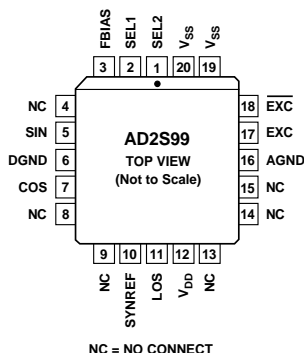 FBIAS
SEL1
SEL2
VSS
VSS
3 2 1 20 19
NC 4
SIN 5
DGND 6
COS 7
NC 8
AD2S99
TOP VIEW
(Not to Scale)
18 EXC
17 EXC
16 AGND
15 NC
14 NC
9 10 11 12 13
NC
SYNREF
LOS
VDD
NC
NC = NO CONNECT